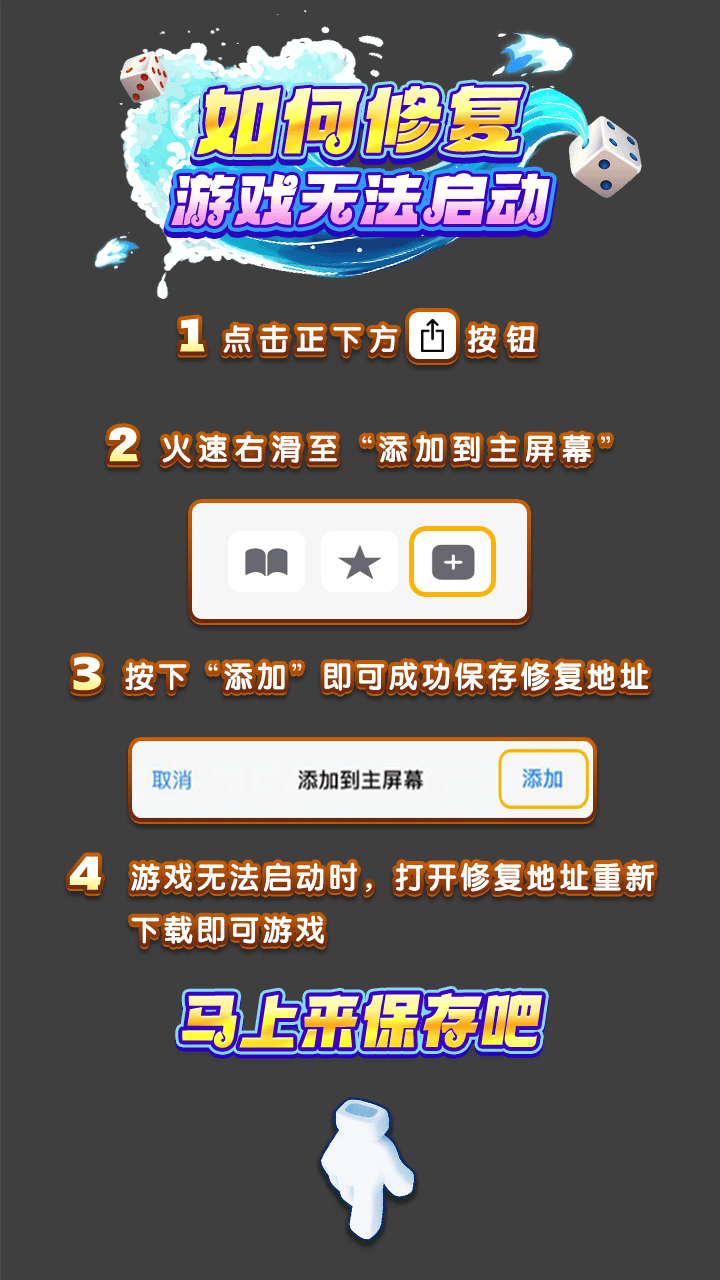 如何修复
游戏无法启动
1 点击正下方 按钮
2 火速右滑至“添加到主屏幕”
3 按下“添加”即可成功保存修复地址
取消 添加到主屏幕 添加
4 游戏无法启动时，打开修复地址重新
下载即可游戏
马上来保存吧